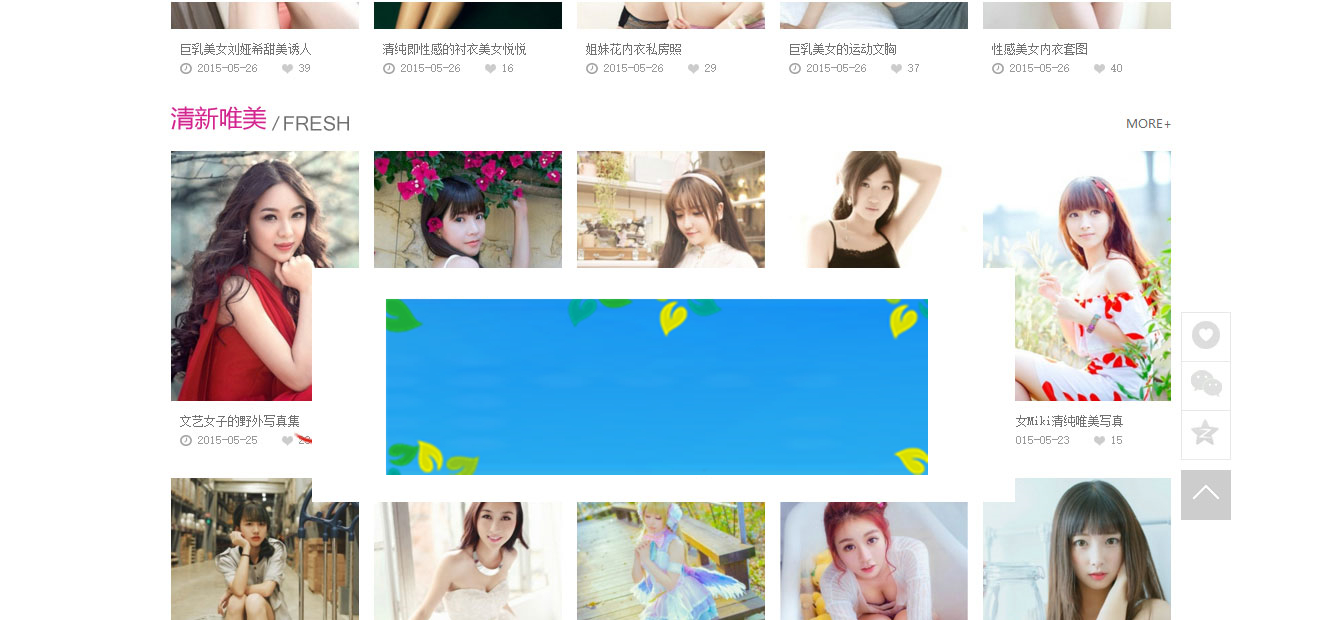 巨乳美女刘娅希甜美诱人
2015-05-26 39
清纯即性感的衬衣美女悦悦
2015-05-26 16
姐妹花内衣私房照
2015-05-26 29
巨乳美女的运动文胸
2015-05-26 37
性感美女内衣套图
2015-05-26 40
清新唯美 / FRESH
MORE+
文艺女子的野外写真集
2015-05-25
女Miki清纯唯美写真
015-05-23 15